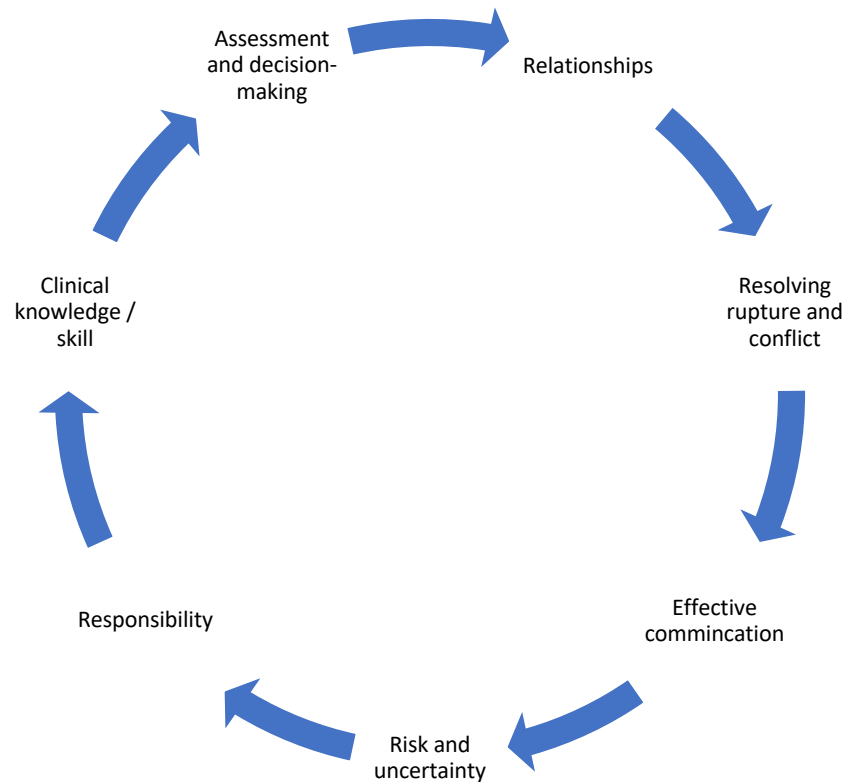 Assessment
and decision-
making
Relationships
Resolving
rupture and
conflict
Effective
commincation
Risk and
uncertainty
Responsibility
Clinical
knowledge /
skill